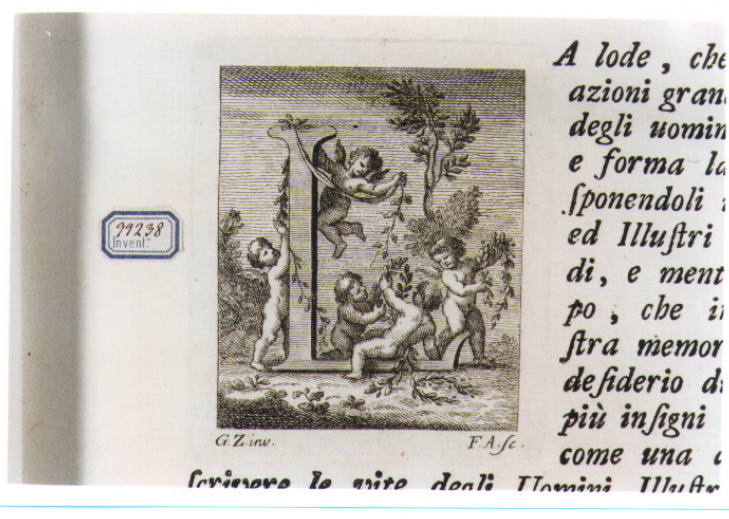 99238
Invent.
L
A lode, che
azioni gran
degli uomin
e forma la
ſponendoli
ed Illuſtri
di, e ment
po, che i
ſtra memor
deſiderio d
più inſigni
come una
G. Z. inv. F. A. ſc.
ſcrivere le vite degli Uomini Illuſtr